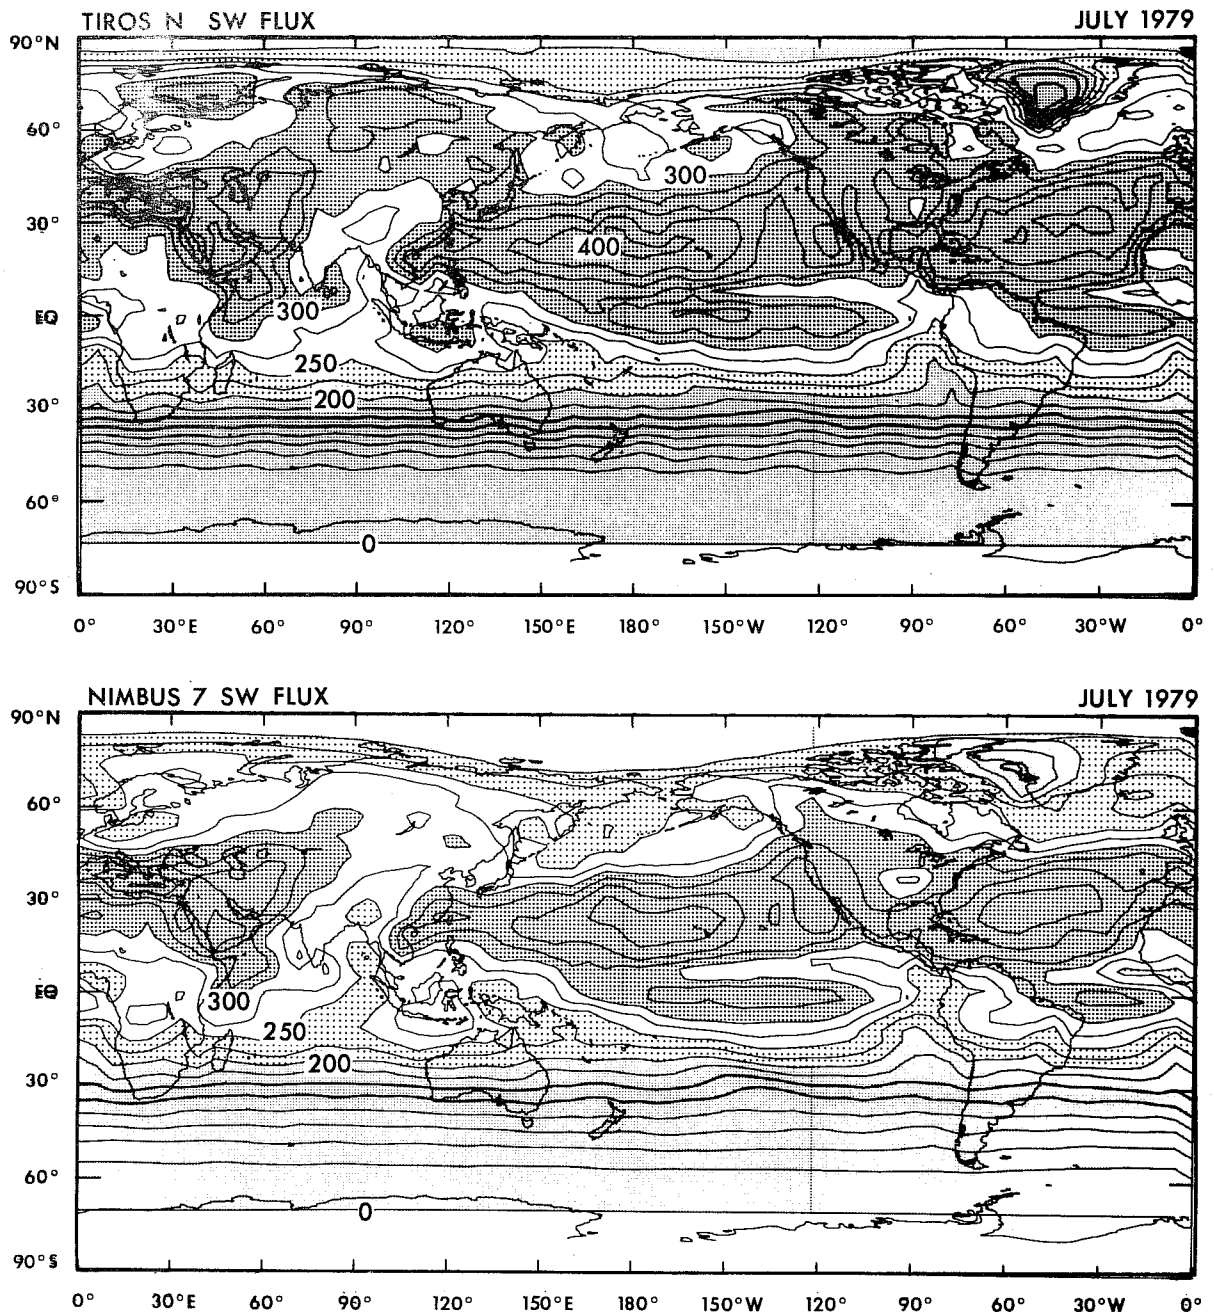 TIROS N SW FLUX JULY 1979
90°N
60°
300
30°
400
300
EQ
250
200
30°
60°
0
90°S
0° 30°E 60° 90° 120° 150°E 180° 150°W 120° 90° 60° 30°W 0°
NIMBUS 7 SW FLUX JULY 1979
90°N
60°
30°
EQ
300
250
200
30°
60°
0
90°S
0° 30°E 60° 90° 120° 150°E 180° 150°W 120° 90° 60° 30°W 0°